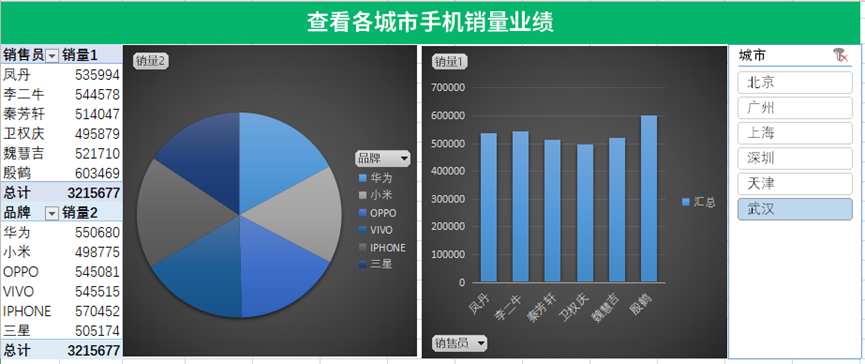 查看各城市手机销量业绩
销售员 销量1
凤丹 535994
李二牛 544578
秦芳轩 514047
卫权庆 495879
魏慧吉 521710
殷鹤 603469
总计 3215677
品牌 销量2
华为 550680
小米 498775
OPPO 545081
VIVO 545515
IPHONE 570452
三星 505174
总计 3215677
销量2
品牌
华为
小米
OPPO
VIVO
IPHONE
三星
销量1
700000
600000
500000
400000
300000
200000
100000
0
凤丹
李二牛
秦芳轩
卫权庆
魏慧吉
殷鹤
汇总
销售员
城市
北京
广州
上海
深圳
天津
武汉